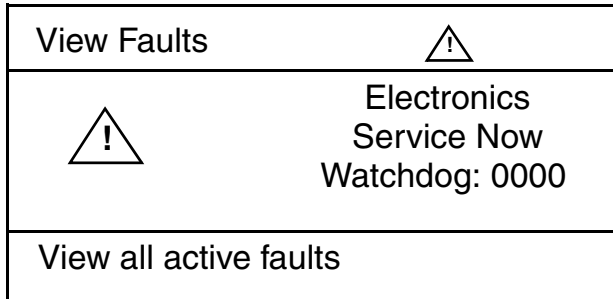 View Faults
Electronics
Service Now
Watchdog: 0000
View all active faults